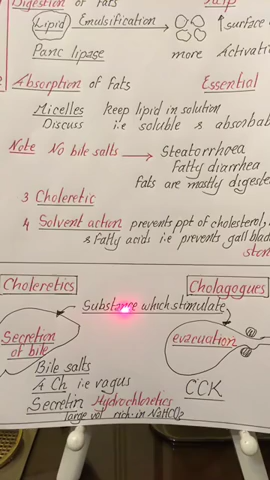 Digestion of fats
Lipid Emulsification surface
Panc lipase more Activati
Absorption of Fats Essential
Micelles keep lipid in solution
Discuss i.e soluble & absorbab
Note No bile salts → Steatorrhoea
Fatty diarrhea
Fats are mostly digeste
3 Choleretic
4 Solvent action prevents ppt of cholesterol,
& Fatty acids i.e prevents gall blad
ston
Choleretics Cholagogues
Substance which stimulate
Secretion of bile evacuation
Bile salts
A Ch i.e vagus CCK
Secretin Hydrocholeretics
large vol rich in NaHCO3